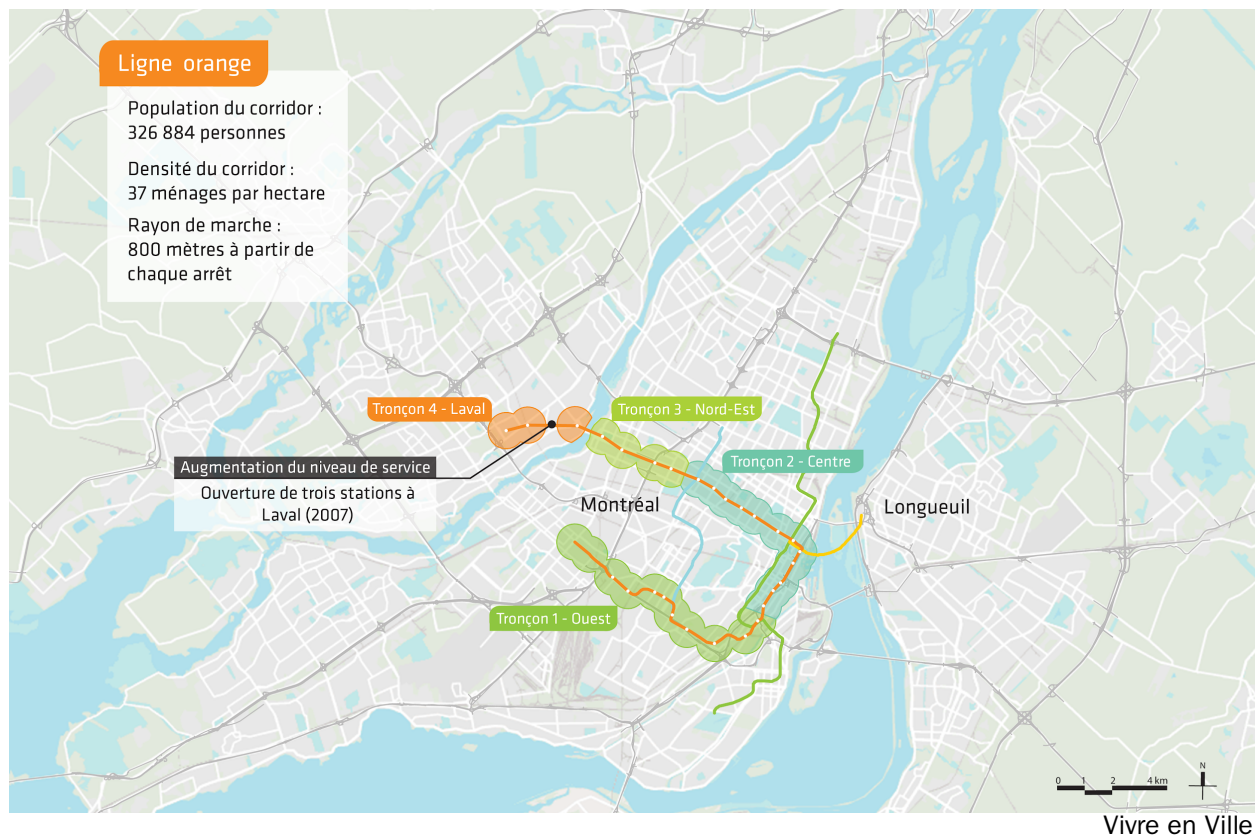 Ligne orange
Population du corridor :
326 884 personnes
Densité du corridor :
37 ménages par hectare
Rayon de marche :
800 mètres à partir de
chaque arrêt
Tronçon 4 - Laval
Tronçon 3 - Nord-Est
Tronçon 2 - Centre
Augmentation du niveau de service
Ouverture de trois stations à
Laval (2007)
Montréal
Longueuil
Tronçon 1 - Ouest
N
0 1 2 4 km
Vivre en Ville